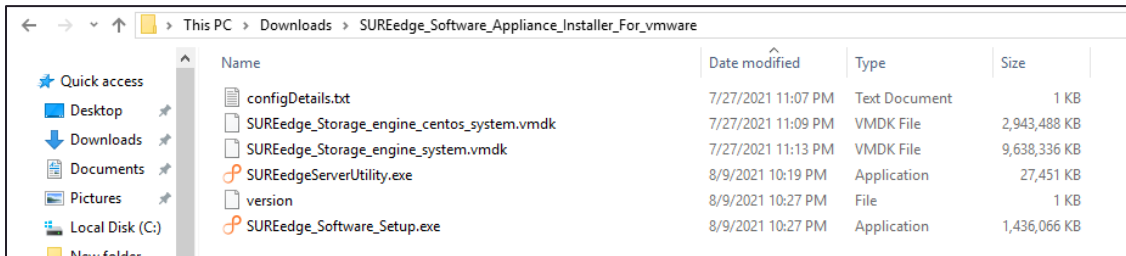 This PC > Downloads > SUREedge_Software_Appliance_Installer_For_vmware
Quick access
Desktop
Downloads
Documents
Pictures
Local Disk (C:)
New folder
Name Date modified Type Size
configDetails.txt 7/27/2021 11:07 PM Text Document 1 KB
SUREedge_Storage_engine_centos_system.vmdk 7/27/2021 11:09 PM VMDK File 2,943,488 KB
SUREedge_Storage_engine_system.vmdk 7/27/2021 11:13 PM VMDK File 9,638,336 KB
SUREedgeServerUtility.exe 8/9/2021 10:19 PM Application 27,451 KB
version 8/9/2021 10:27 PM File 1 KB
SUREedge_Software_Setup.exe 8/9/2021 10:27 PM Application 1,436,066 KB